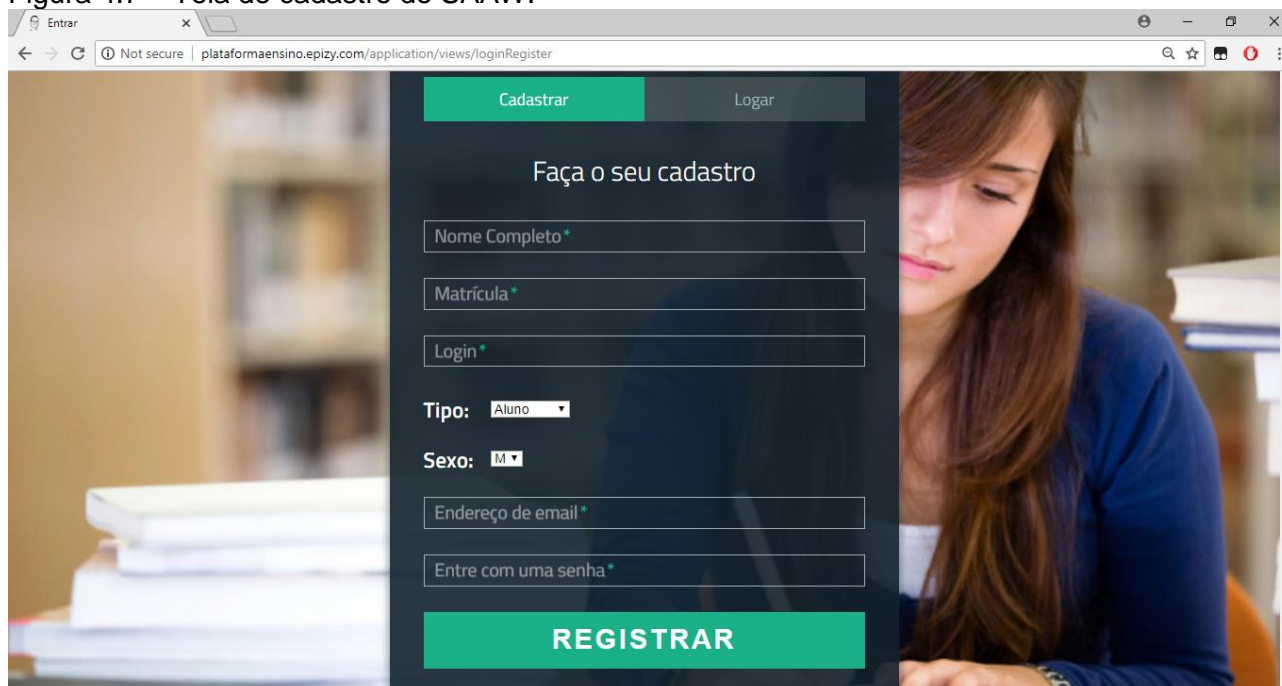 Figura 4.7 – Tela de cadastro do SAAW.
Entrar
Not secure | plataformaensino.epizy.com/application/views/loginRegister
Cadastrar Logar
Faça o seu cadastro
Nome Completo*
Matrícula*
Login*
Tipo: Aluno
Sexo: M
Endereço de email*
Entre com uma senha*
REGISTRAR